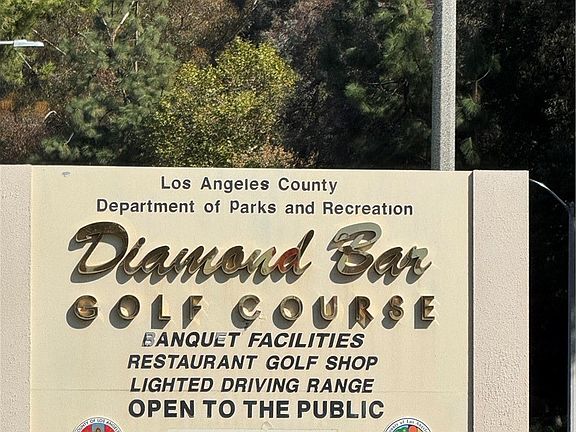 Los Angeles County
Department of Parks and Recreation
Diamond Bar
GOLF COURSE
BANQUET FACILITIES
RESTAURANT GOLF SHOP
LIGHTED DRIVING RANGE
OPEN TO THE PUBLIC